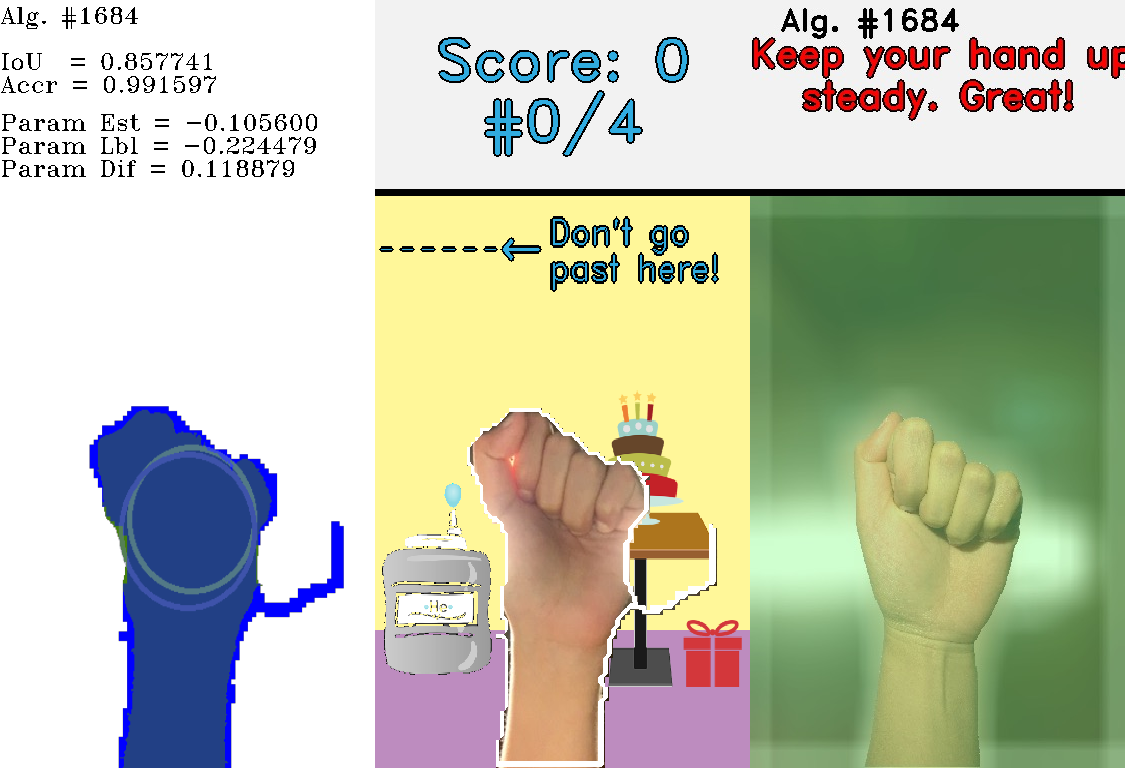 Alg. #1684
IoU = 0.857741
Accr = 0.991597
Param Est = −0.105600
Param Lbl = −0.224479
Param Dif = 0.118879
Score: 0
#0/4
Alg. #1684
Keep your hand up
steady. Great!
Don't go
past here!